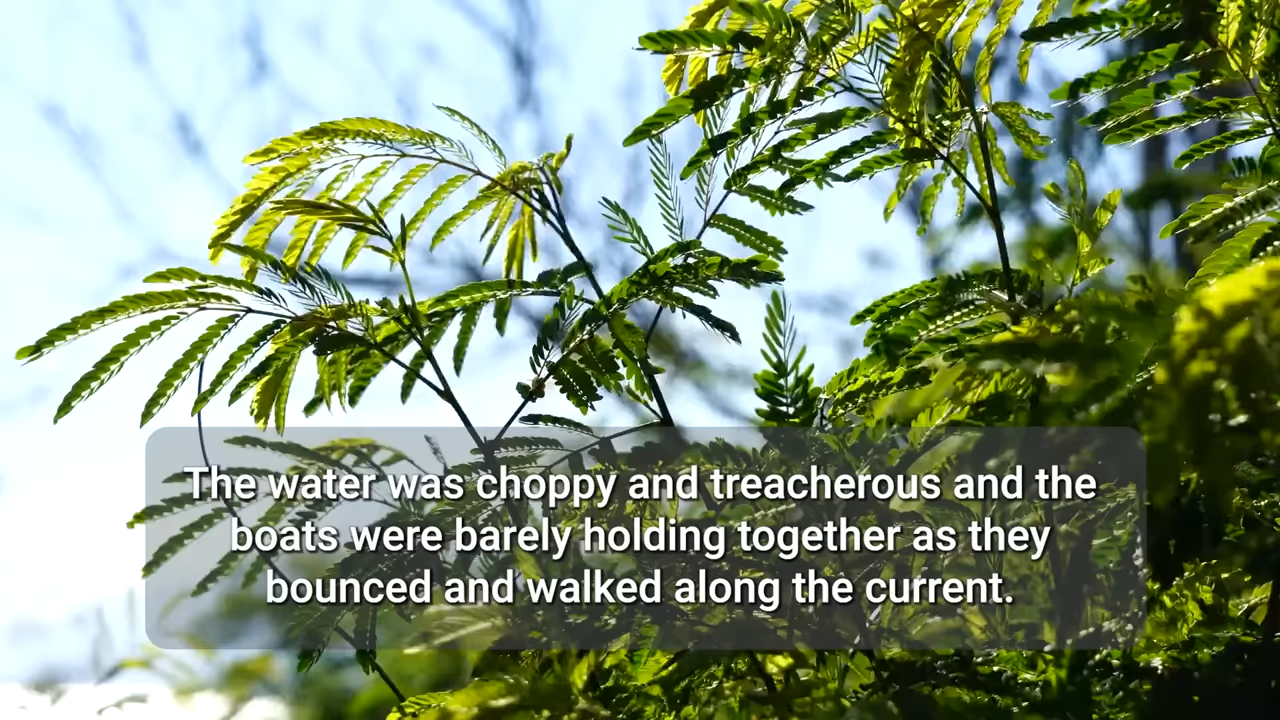 The water was choppy and treacherous and the
boats were barely holding together as they
bounced and walked along the current.